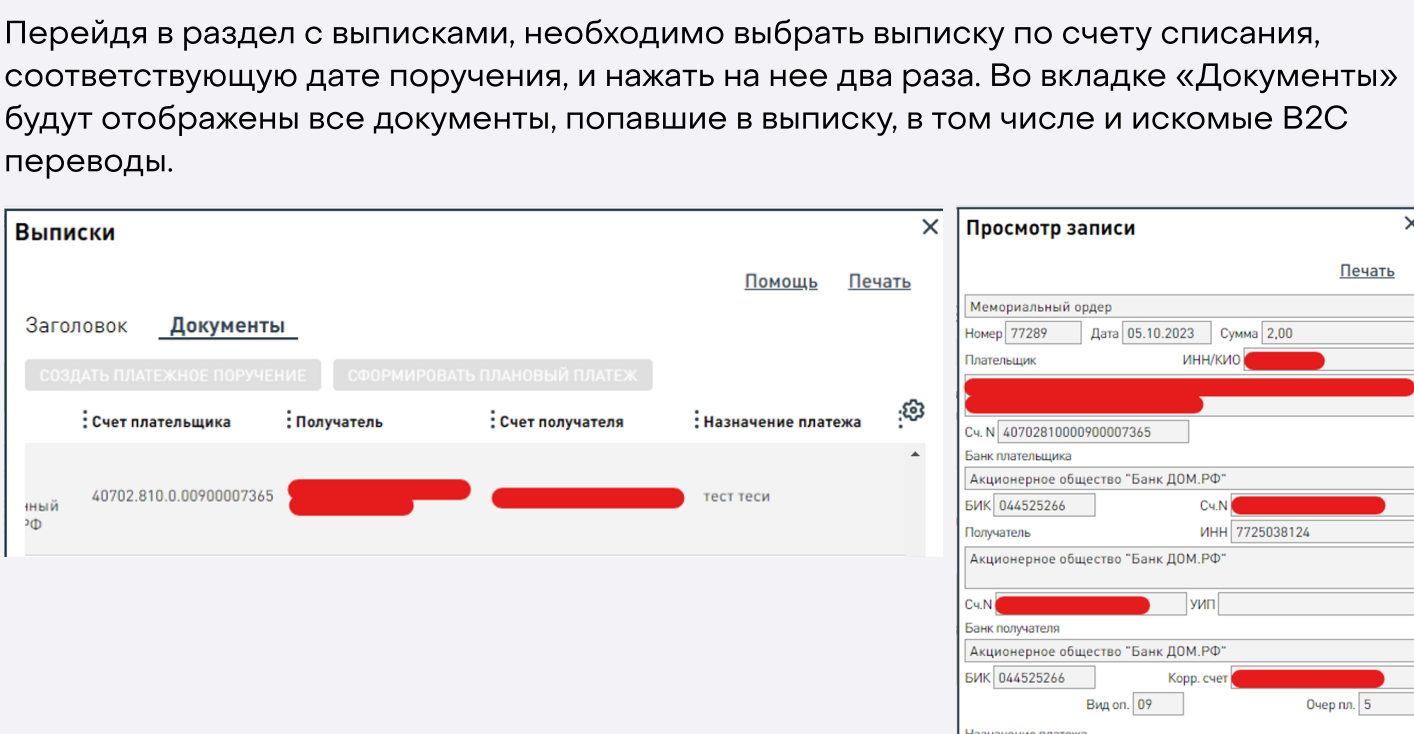 Перейдя в раздел с выписками, необходимо выбрать выписку по счету списания,
соответствующую дате поручения, и нажать на нее два раза. Во вкладке «Документы»
будут отображены все документы, попавшие в выписку, в том числе и искомые B2C
переводы.
Выписки
Помощь Печать
Заголовок Документы
СОЗДАТЬ ПЛАТЕЖНОЕ ПОРУЧЕНИЕ СФОРМИРОВАТЬ ПЛАНОВЫЙ ПЛАТЕЖ
Счет плательщика Получатель Счет получателя Назначение платежа
40702.810.0.00900007365 тест теси
нный
РФ
Просмотр записи
Печать
Мемориальный ордер
Номер 77289 Дата 05.10.2023 Сумма 2,00
Плательщик ИНН/КИО
Сч. N 40702810000900007365
Банк плательщика
Акционерное общество "Банк ДОМ.РФ"
БИК 044525266 Сч.N
Получатель ИНН 7725038124
Акционерное общество "Банк ДОМ.РФ"
Сч.N УИП
Банк получателя
Акционерное общество "Банк ДОМ.РФ"
БИК 044525266 Корр. счет
Вид оп. 09 Очер пл. 5
Назначение платежа